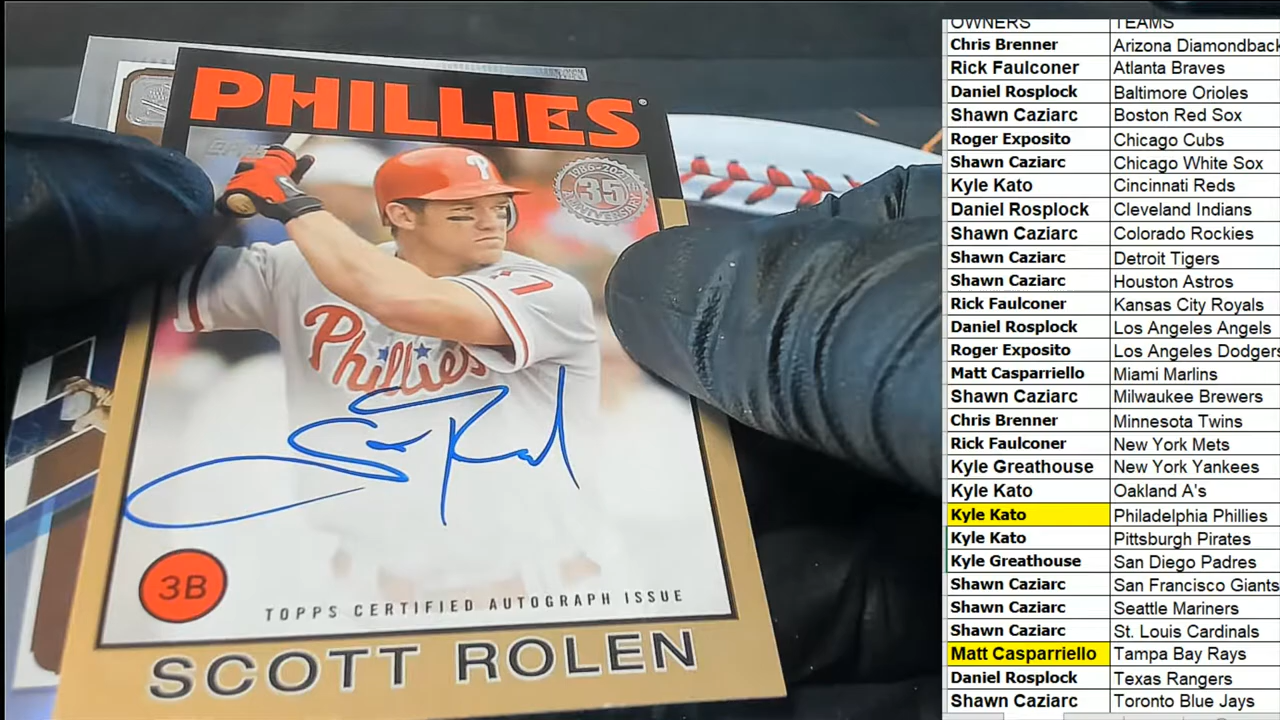 PHILLIES
TOPPS
1986-202
35
ANNIVERSARY
P
7
Phillies
Scott Rolen
3B
TOPPS CERTIFIED AUTOGRAPH ISSUE
SCOTT ROLEN
OWNERS TEAMS
Chris Brenner Arizona Diamondback
Rick Faulconer Atlanta Braves
Daniel Rosplock Baltimore Orioles
Shawn Caziarc Boston Red Sox
Roger Exposito Chicago Cubs
Shawn Caziarc Chicago White Sox
Kyle Kato Cincinnati Reds
Daniel Rosplock Cleveland Indians
Shawn Caziarc Colorado Rockies
Shawn Caziarc Detroit Tigers
Shawn Caziarc Houston Astros
Rick Faulconer Kansas City Royals
Daniel Rosplock Los Angeles Angels
Roger Exposito Los Angeles Dodgers
Matt Casparriello Miami Marlins
Shawn Caziarc Milwaukee Brewers
Chris Brenner Minnesota Twins
Rick Faulconer New York Mets
Kyle Greathouse New York Yankees
Kyle Kato Oakland A's
Kyle Kato Philadelphia Phillies
Kyle Kato Pittsburgh Pirates
Kyle Greathouse San Diego Padres
Shawn Caziarc San Francisco Giants
Shawn Caziarc Seattle Mariners
Shawn Caziarc St. Louis Cardinals
Matt Casparriello Tampa Bay Rays
Daniel Rosplock Texas Rangers
Shawn Caziarc Toronto Blue Jays